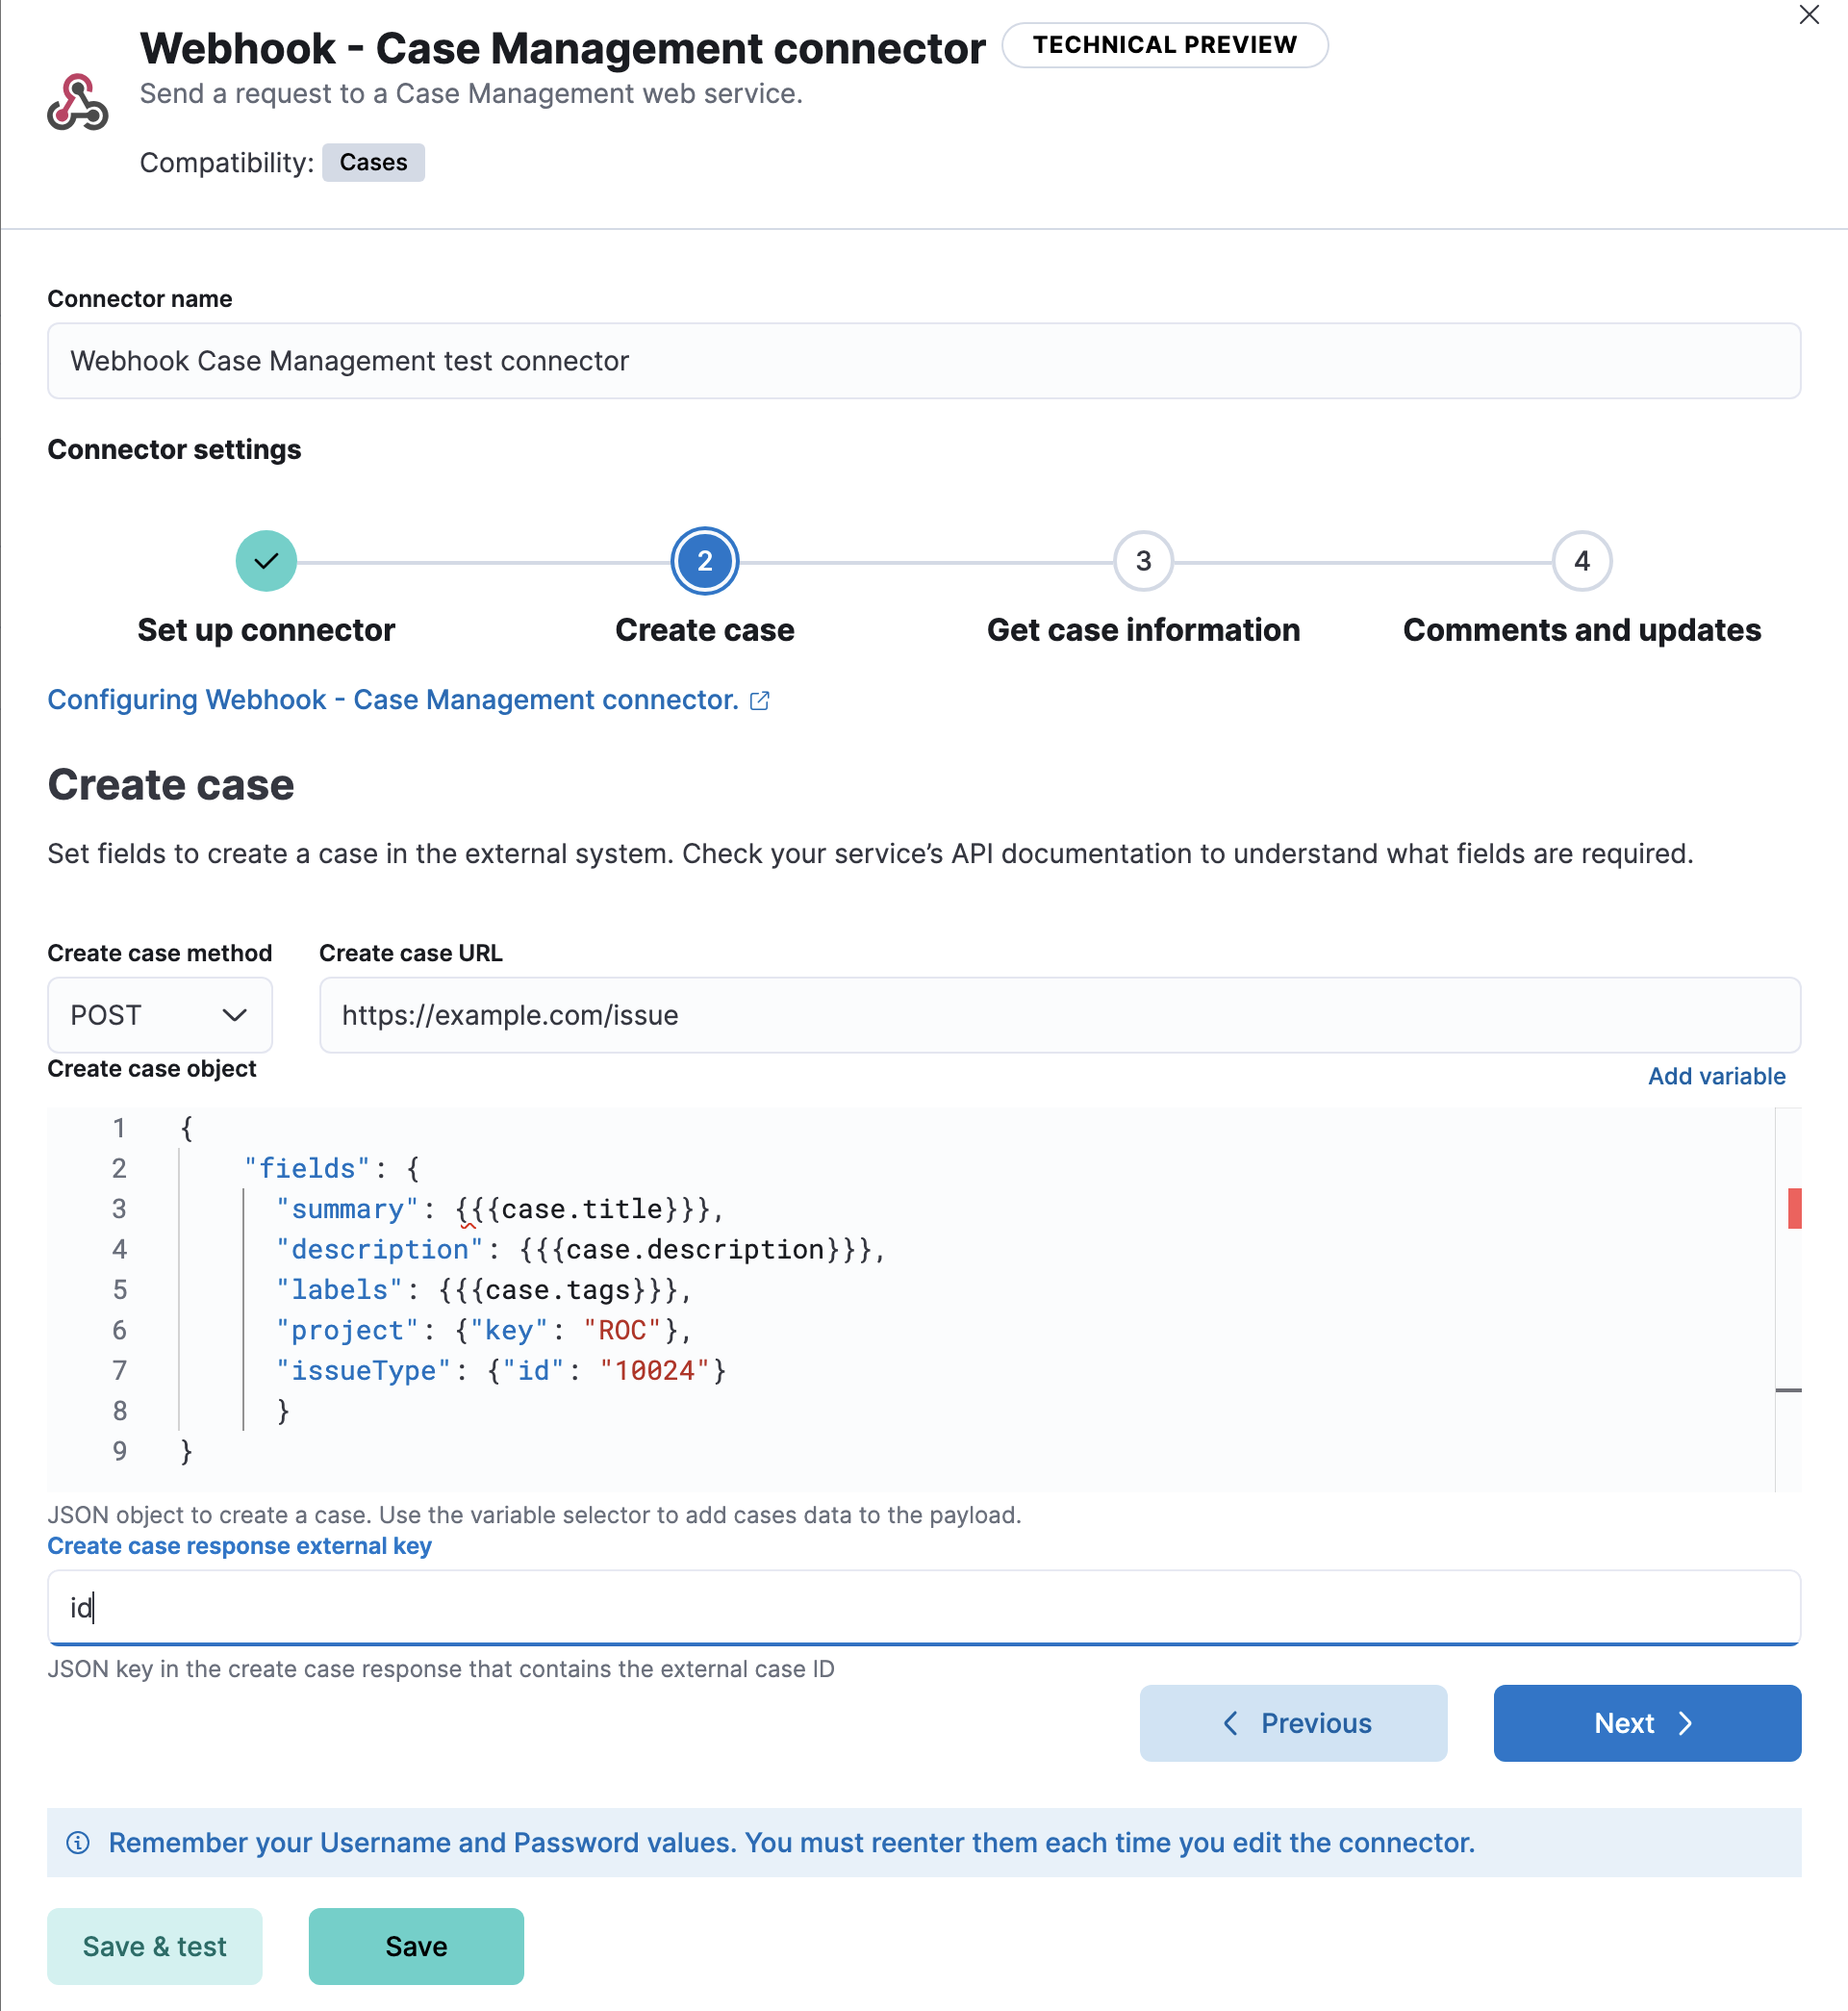 Webhook - Case Management connector TECHNICAL PREVIEW
Send a request to a Case Management web service.
Compatibility: Cases
Connector name
Webhook Case Management test connector
Connector settings
2 3 4
Set up connector Create case Get case information Comments and updates
Configuring Webhook - Case Management connector.
Create case
Set fields to create a case in the external system. Check your service’s API documentation to understand what fields are required.
Create case method Create case URL
POST https://example.com/issue
Create case object Add variable
1 {
2 "fields": {
3 "summary": {{{case.title}}},
4 "description": {{{case.description}}},
5 "labels": {{{case.tags}}},
6 "project": {"key": "ROC"},
7 "issueType": {"id": "10024"}
8 }
9 }
JSON object to create a case. Use the variable selector to add cases data to the payload.
Create case response external key
id
JSON key in the create case response that contains the external case ID
Previous Next
Remember your Username and Password values. You must reenter them each time you edit the connector.
Save & test Save